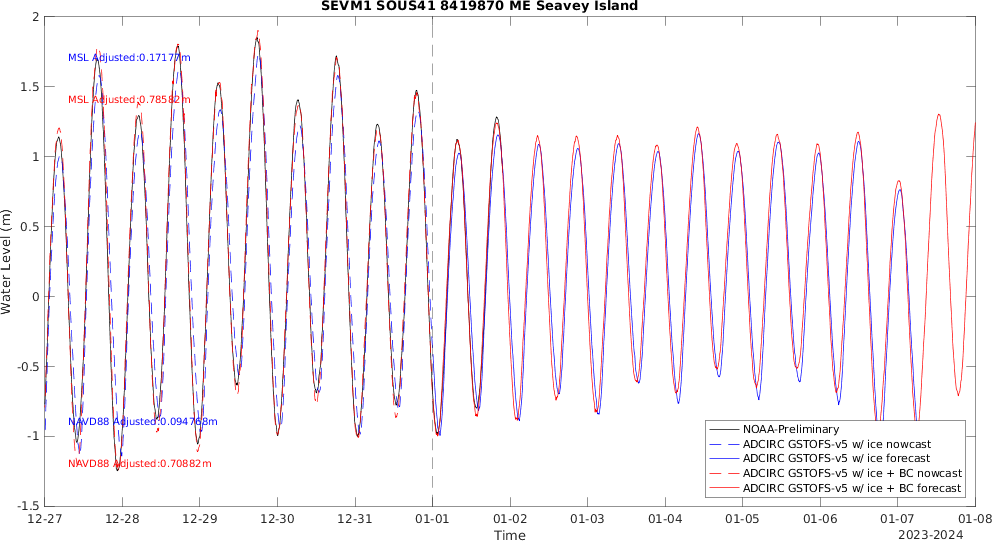 SEVM1 SOUS41 8419870 ME Seavey Island
2
1.5
1
0.5
0
-0.5
-1
-1.5
Water Level (m)
MSL Adjusted:0.17177m
MSL Adjusted:0.78582m
NAVD88 Adjusted:0.094768m
NAVD88 Adjusted:0.70882m
NOAA-Preliminary
ADCIRC GSTOFS-v5 w/ ice nowcast
ADCIRC GSTOFS-v5 w/ ice forecast
ADCIRC GSTOFS-v5 w/ ice + BC nowcast
ADCIRC GSTOFS-v5 w/ ice + BC forecast
12-27 12-28 12-29 12-30 12-31 01-01 01-02 01-03 01-04 01-05 01-06 01-07 01-08
Time
2023-2024